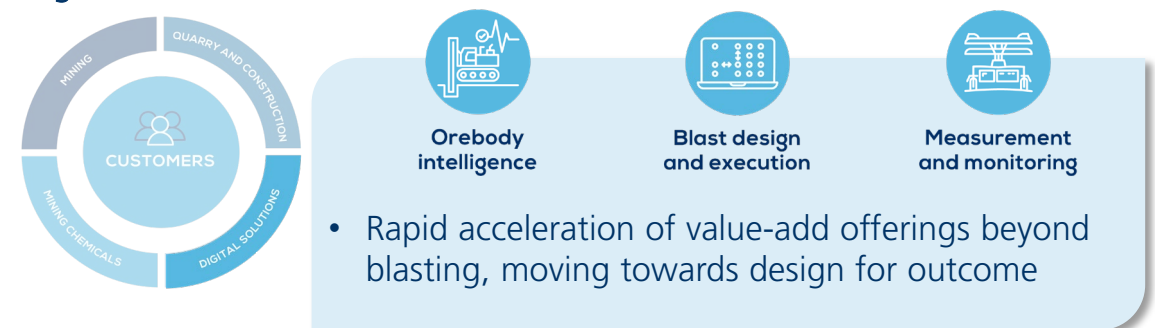 MINING
QUARRY AND CONSTRUCTION
CUSTOMERS
MINING CHEMICALS
DIGITAL SOLUTIONS
Orebody
intelligence
Blast design
and execution
Measurement
and monitoring
• Rapid acceleration of value-add offerings beyond
blasting, moving towards design for outcome